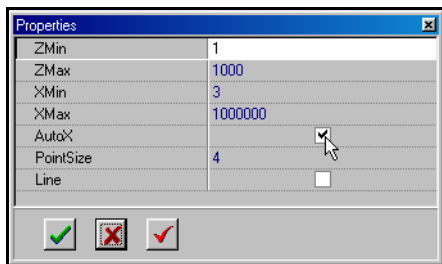 Properties
ZMin 1
ZMax 1000
XMin 3
XMax 1000000
AutoX
PointSize 4
Line